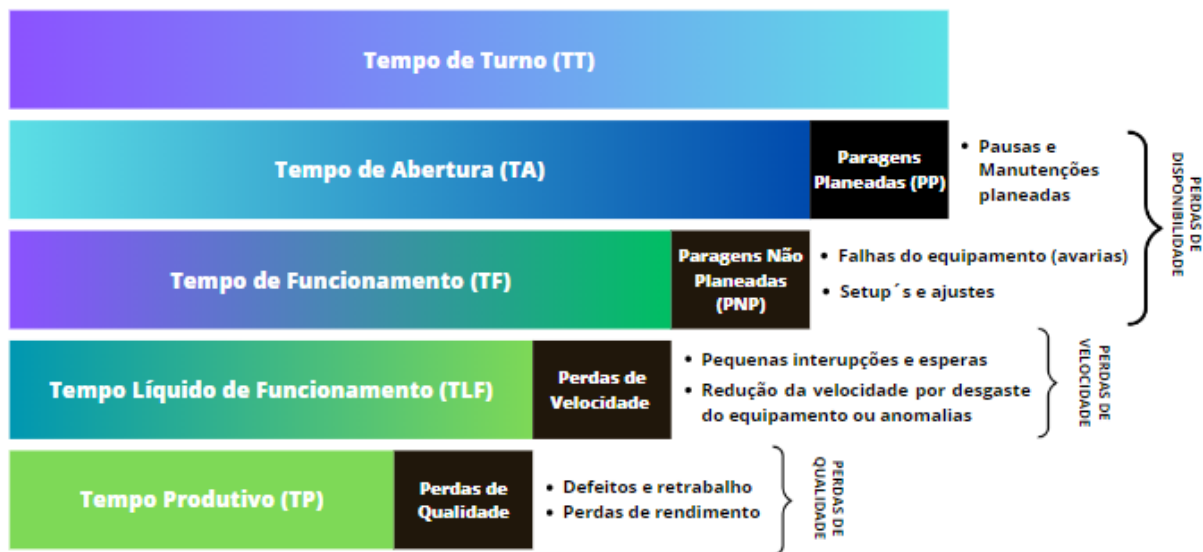 Tempo de Turno (TT)
Tempo de Abertura (TA)
Paragens
Planeadas (PP)
• Pausas e
Manutenções
planeadas
PERDAS DE
DISPONIBILIDADE
Tempo de Funcionamento (TF)
Paragens Não
Planeadas
(PNP)
• Falhas do equipamento (avarias)
• Setup´s e ajustes
Tempo Líquido de Funcionamento (TLF)
Perdas de
Velocidade
• Pequenas interupções e esperas
• Redução da velocidade por desgaste
do equipamento ou anomalias
PERDAS DE
VELOCIDADE
Tempo Produtivo (TP)
Perdas de
Qualidade
• Defeitos e retrabalho
• Perdas de rendimento
PERDAS DE
QUALIDADE